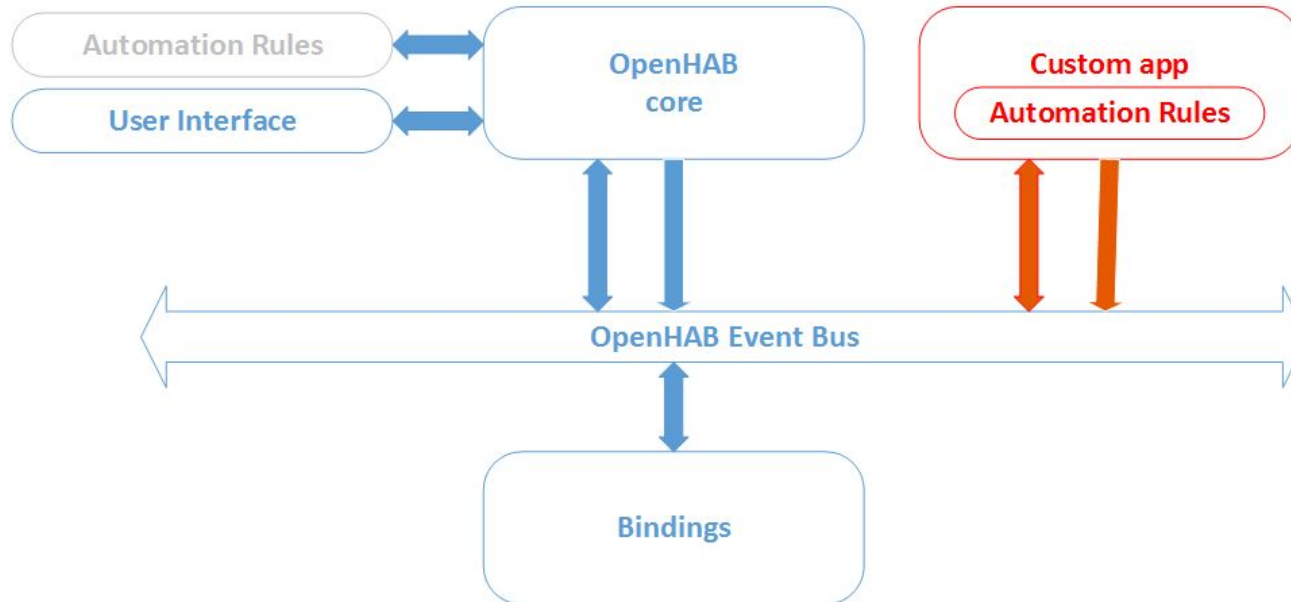 Automation Rules
User Interface
OpenHAB
core
Custom app
Automation Rules
OpenHAB Event Bus
Bindings